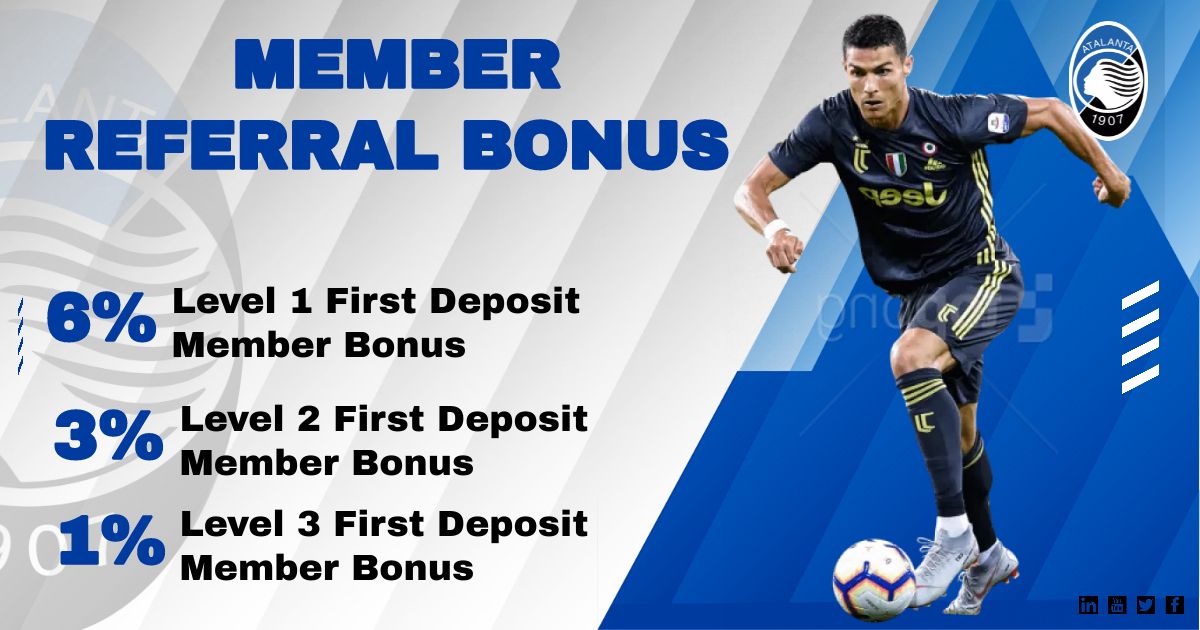 MEMBER
REFERRAL BONUS
6%
Level 1 First Deposit
Member Bonus
3%
Level 2 First Deposit
Member Bonus
1%
Level 3 First Deposit
Member Bonus
ATALANTA
1907
Jeep